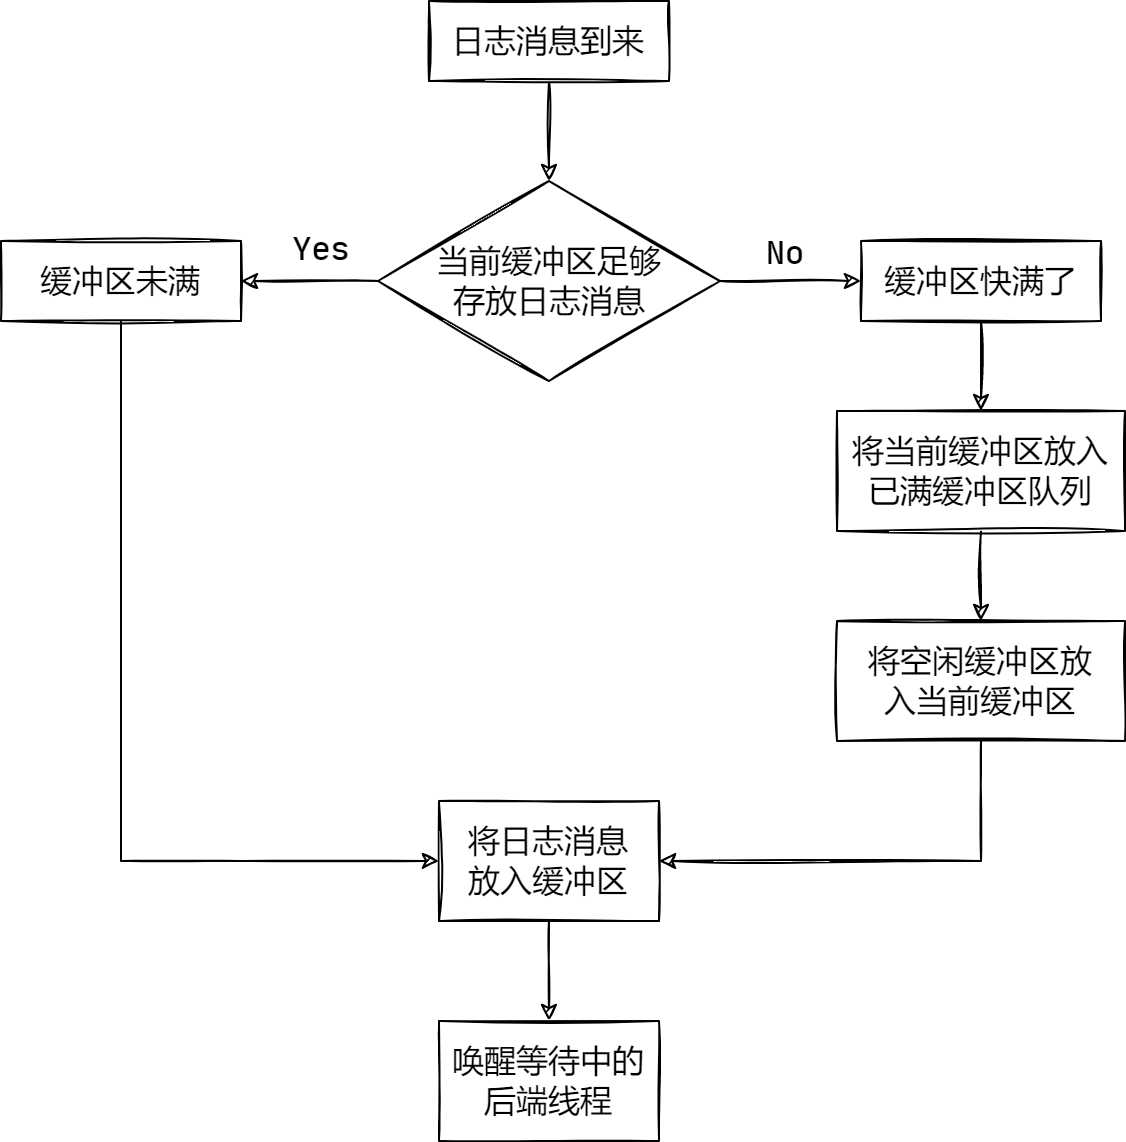 日志消息到来
当前缓冲区足够
存放日志消息
Yes
No
缓冲区未满
缓冲区快满了
将当前缓冲区放入
已满缓冲区队列
将空闲缓冲区放
入当前缓冲区
将日志消息
放入缓冲区
唤醒等待中的
后端线程